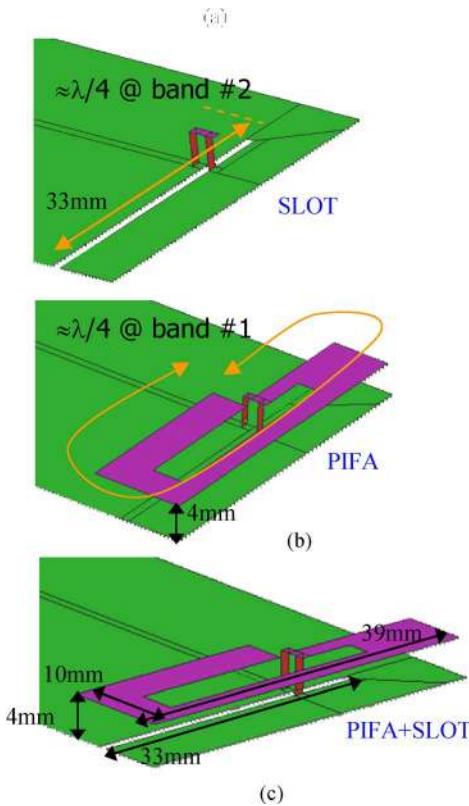 (a)
≈λ/4 @ band #2
33mm
SLOT
≈λ/4 @ band #1
PIFA
4mm
(b)
39mm
10mm
4mm
33mm
PIFA+SLOT
(c)